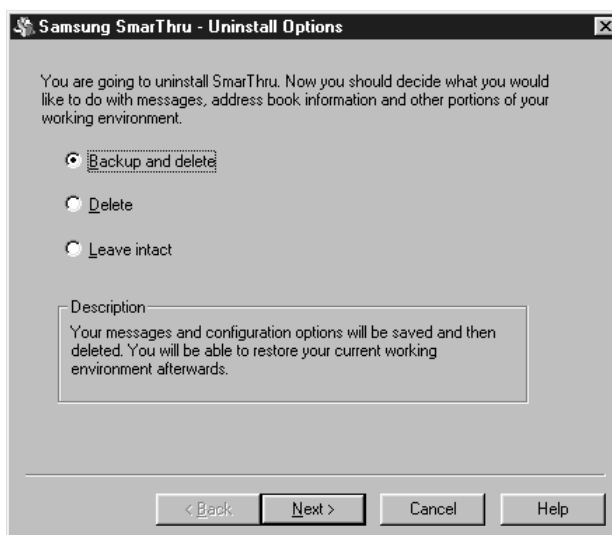 Samsung SmarThru - Uninstall Options
You are going to uninstall SmarThru. Now you should decide what you would
like to do with messages, address book information and other portions of your
working environment.
Backup and delete
Delete
Leave intact
Description
Your messages and configuration options will be saved and then
deleted. You will be able to restore your current working
environment afterwards.
< Back
Next >
Cancel
Help